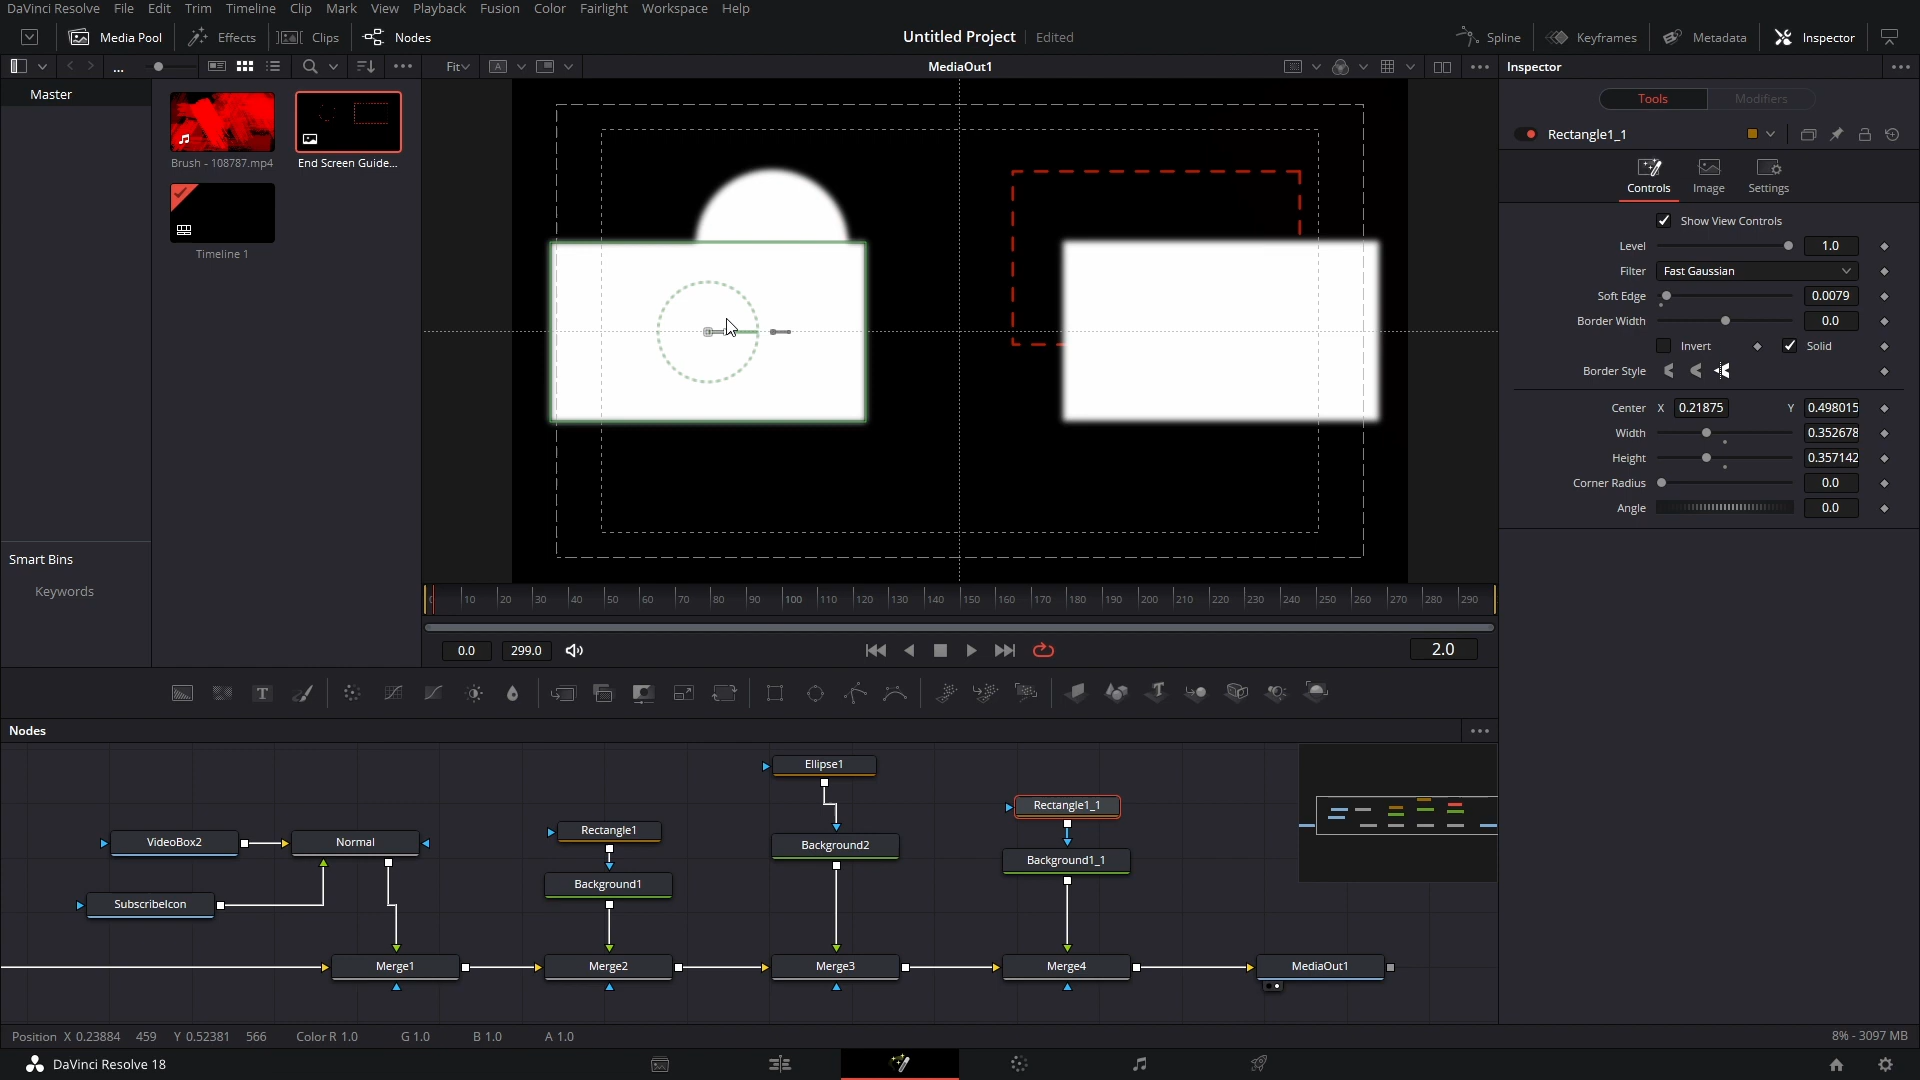 DaVinci Resolve File Edit Trim Timeline Clip Mark View Playback Fusion Color Fairlight Workspace Help
Media Pool Effects Clips Nodes Untitled Project Edited Spline Keyframes Metadata Inspector
... Fit A MediaOut1 Inspector
Master
Tools Modifiers
Rectangle1_1
Brush - 108787.mp4 End Screen Guide...
Controls Image Settings
Show View Controls
Level 1.0
Timeline 1
Filter Fast Gaussian
Soft Edge 0.0079
Border Width 0.0
Invert Solid
Border Style
Center X 0.21875 Y 0.498015
Width 0.352678
Height 0.357142
Corner Radius 0.0
Angle 0.0
Smart Bins
Keywords
10 20 30 40 50 60 70 80 90 100 110 120 130 140 150 160 170 180 190 200 210 220 230 240 250 260 270 280 290
0.0 299.0 2.0
T T
Nodes
Ellipse1
Rectangle1_1
Rectangle1
VideoBox2 Normal Background2
Background1_1
Background1
SubscribeIcon
Merge1 Merge2 Merge3 Merge4 MediaOut1
Position X 0.23884 459 Y 0.52381 566 Color R 1.0 G 1.0 B 1.0 A 1.0 8% - 3097 MB
DaVinci Resolve 18